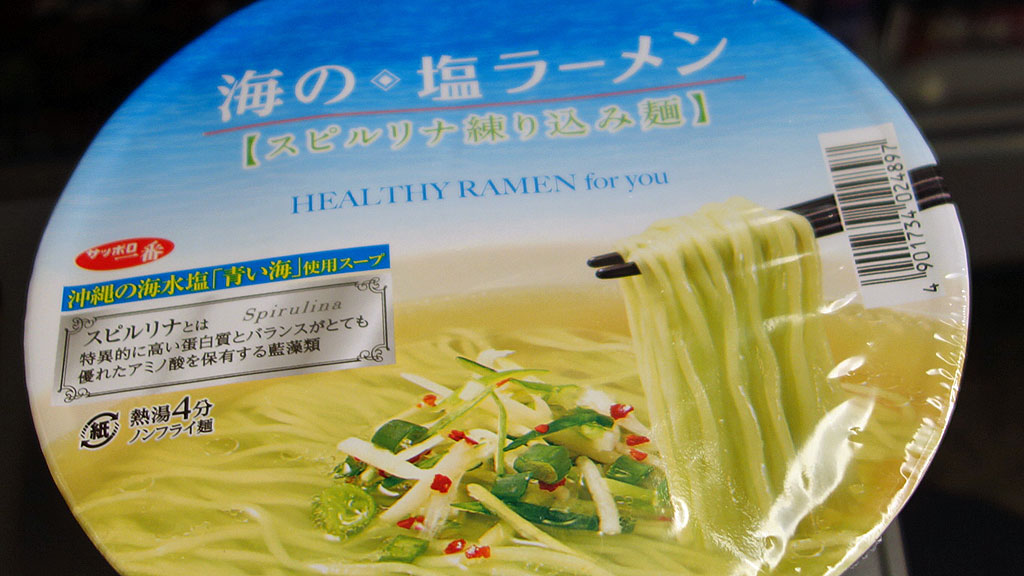 海の◈塩ラーメン
【スピルリナ練り込み麺】
HEALTHY RAMEN for you
サッポロ一番
沖縄の海水塩「青い海」使用スープ
Spirulina
スピルリナとは
特異的に高い蛋白質とバランスがとても
優れたアミノ酸を保有する藍藻類
紙
熱湯4分
ノンフライ麺
4 901734 024897